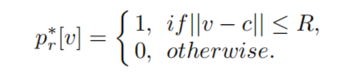 p*_r[v] = { 1, if||v − c|| ≤ R,
0, otherwise.